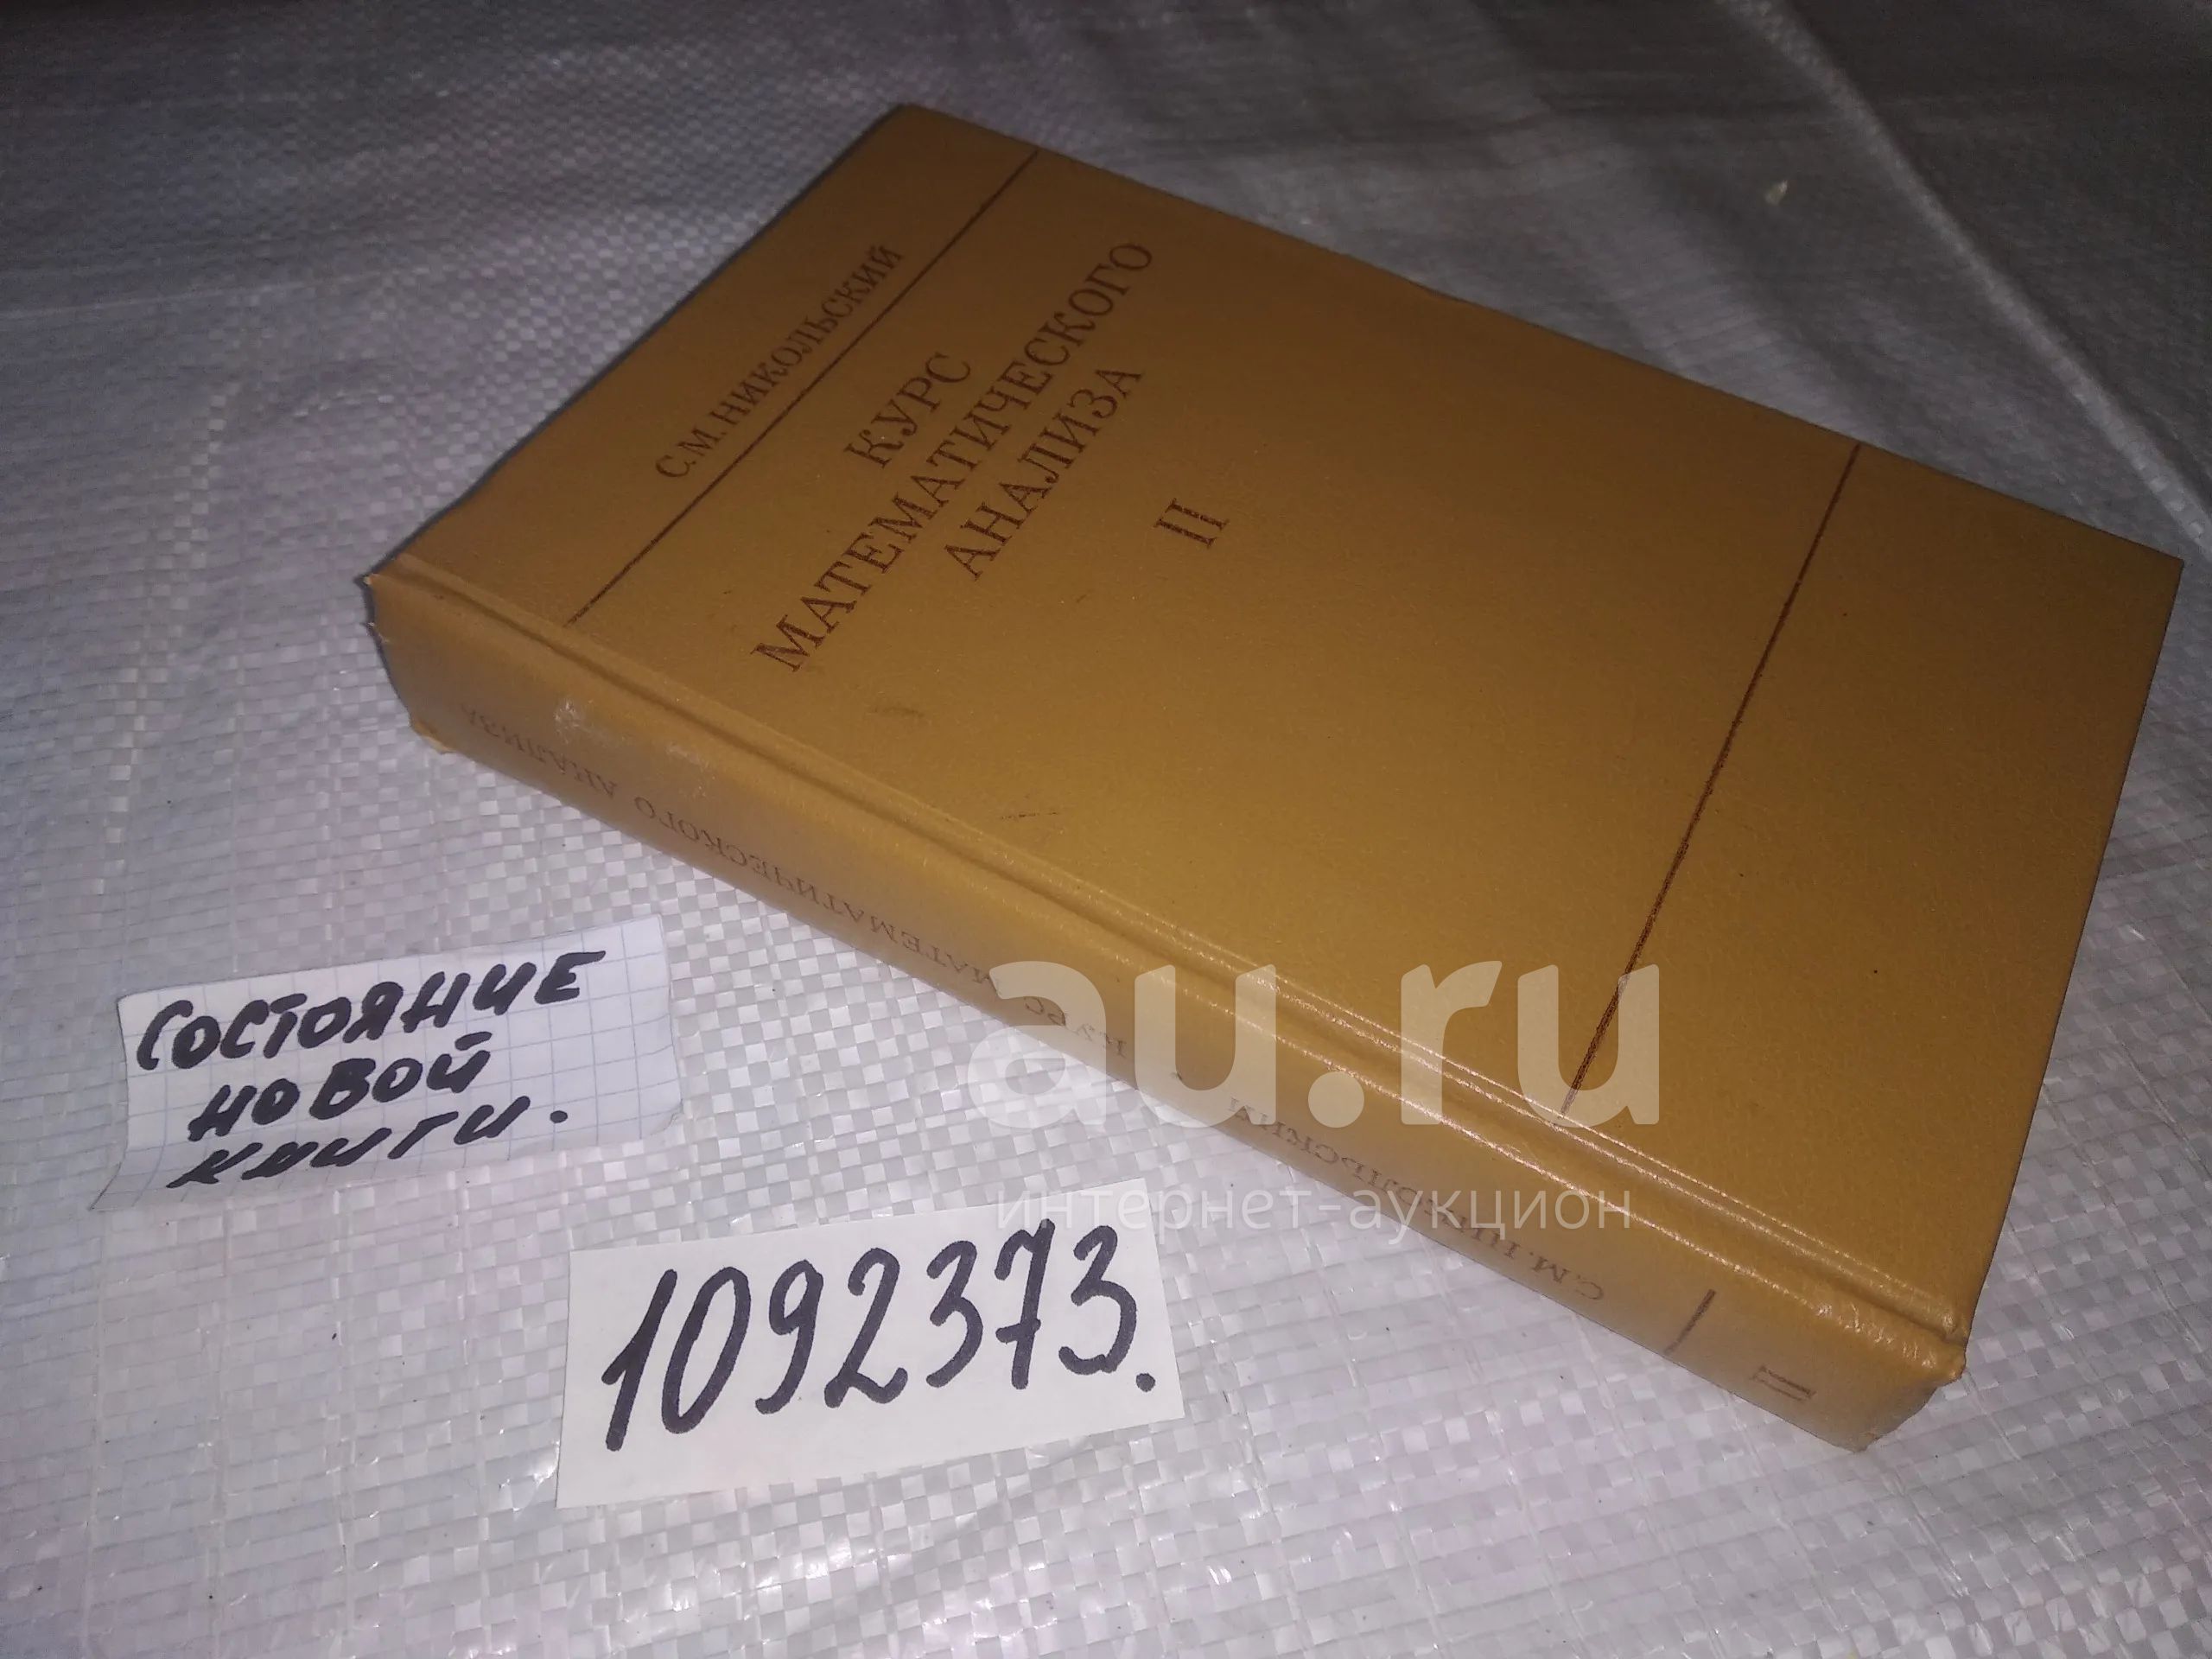 С.М.НИКОЛЬСКИЙ
КУРС
МАТЕМАТИЧЕСКОГО
АНАЛИЗА
II
С.М.НИКОЛЬСКИЙ КУРС МАТЕМАТИЧЕСКОГО АНАЛИЗА
II
СОСТОЯНИЕ
НОВОЙ
КНИГИ.
1092373.
au.ru
интернет-аукцион